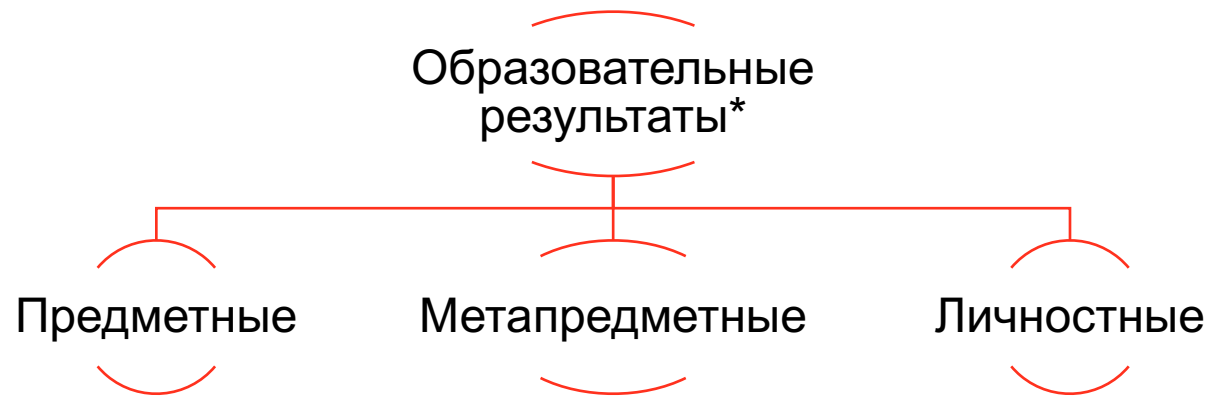 Образовательные
результаты*
Предметные
Метапредметные
Личностные